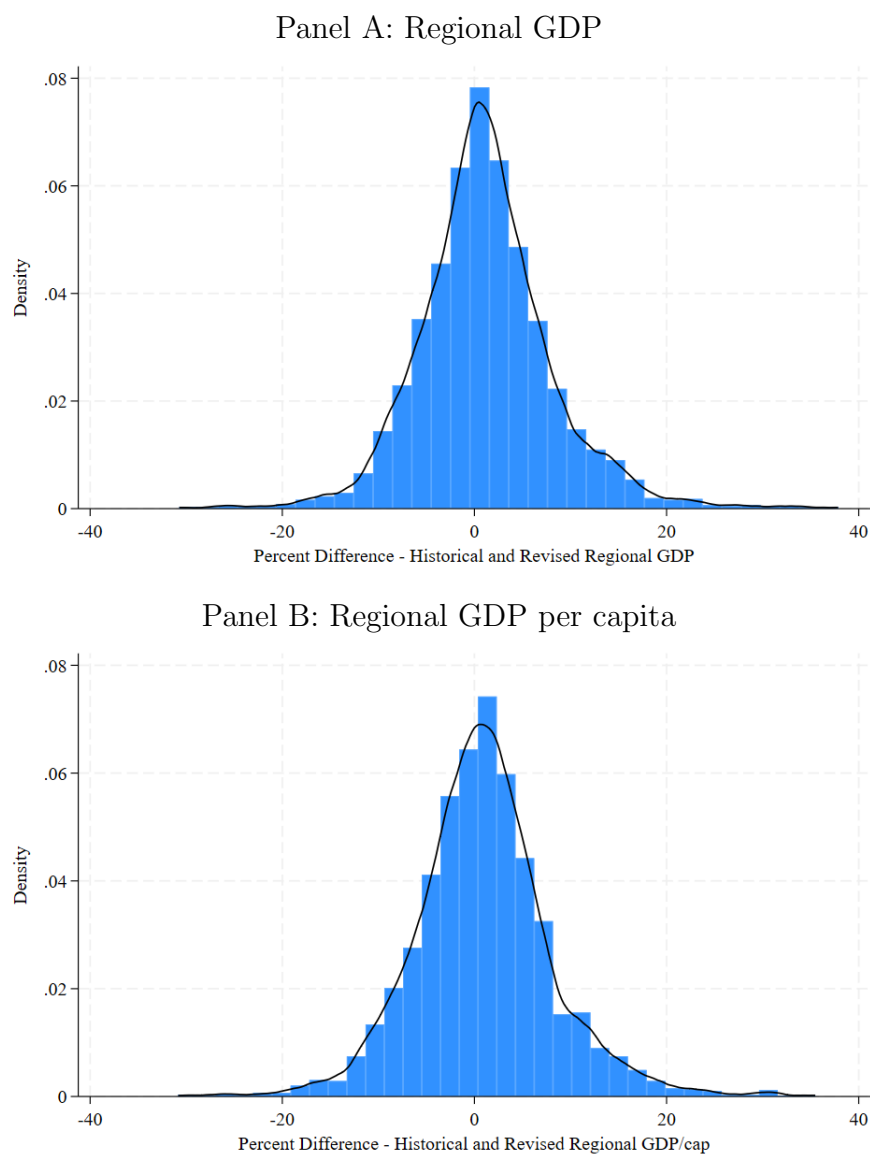 Panel A: Regional GDP
.08
.06
.04
.02
0
Density
-40 -20 0 20 40
Percent Difference - Historical and Revised Regional GDP
Panel B: Regional GDP per capita
.08
.06
.04
.02
0
Density
-40 -20 0 20 40
Percent Difference - Historical and Revised Regional GDP/cap